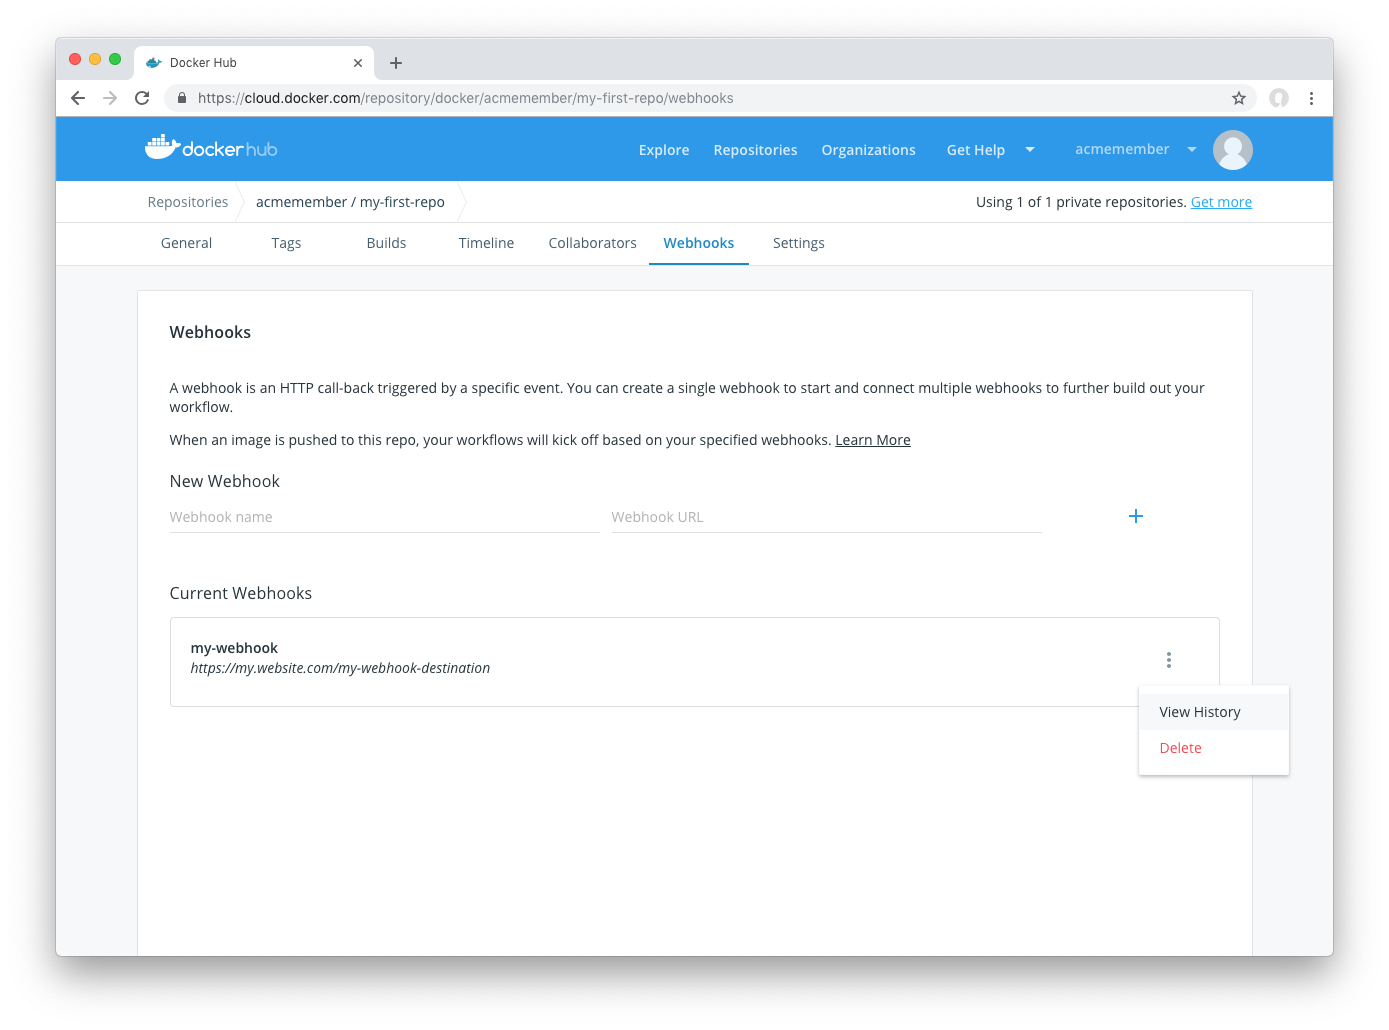 Docker Hub
https://cloud.docker.com/repository/docker/acmemember/my-first-repo/webhooks
docker hub
Explore Repositories Organizations Get Help acmemember
Repositories acmemember / my-first-repo Using 1 of 1 private repositories. Get more
General Tags Builds Timeline Collaborators Webhooks Settings
Webhooks
A webhook is an HTTP call-back triggered by a specific event. You can create a single webhook to start and connect multiple webhooks to further build out your
workflow.
When an image is pushed to this repo, your workflows will kick off based on your specified webhooks. Learn More
New Webhook
Webhook name Webhook URL
Current Webhooks
my-webhook
https://my.website.com/my-webhook-destination
View History
Delete